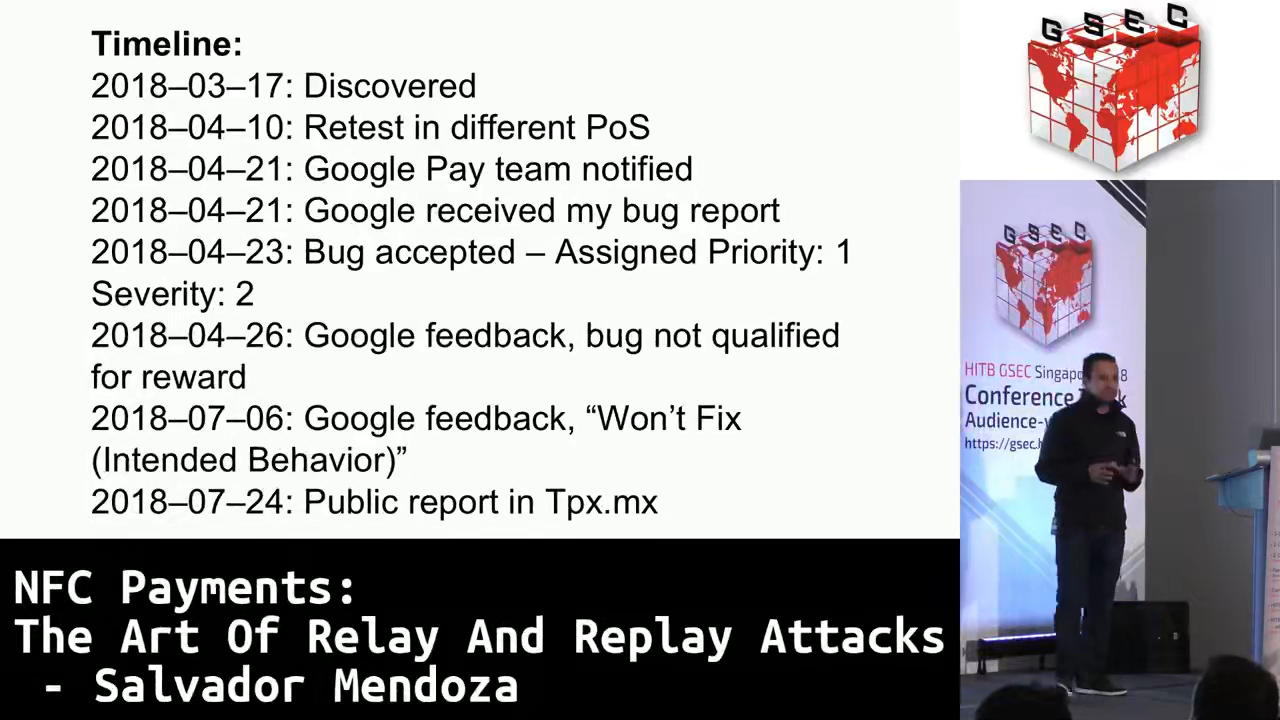 Timeline:
2018–03–17: Discovered
2018–04–10: Retest in different PoS
2018–04–21: Google Pay team notified
2018–04–21: Google received my bug report
2018–04–23: Bug accepted – Assigned Priority: 1
Severity: 2
2018–04–26: Google feedback, bug not qualified
for reward
2018–07–06: Google feedback, “Won’t Fix
(Intended Behavior)”
2018–07–24: Public report in Tpx.mx
NFC Payments:
The Art Of Relay And Replay Attacks
- Salvador Mendoza
GSEC
GSEC
HITB GSEC
Conference